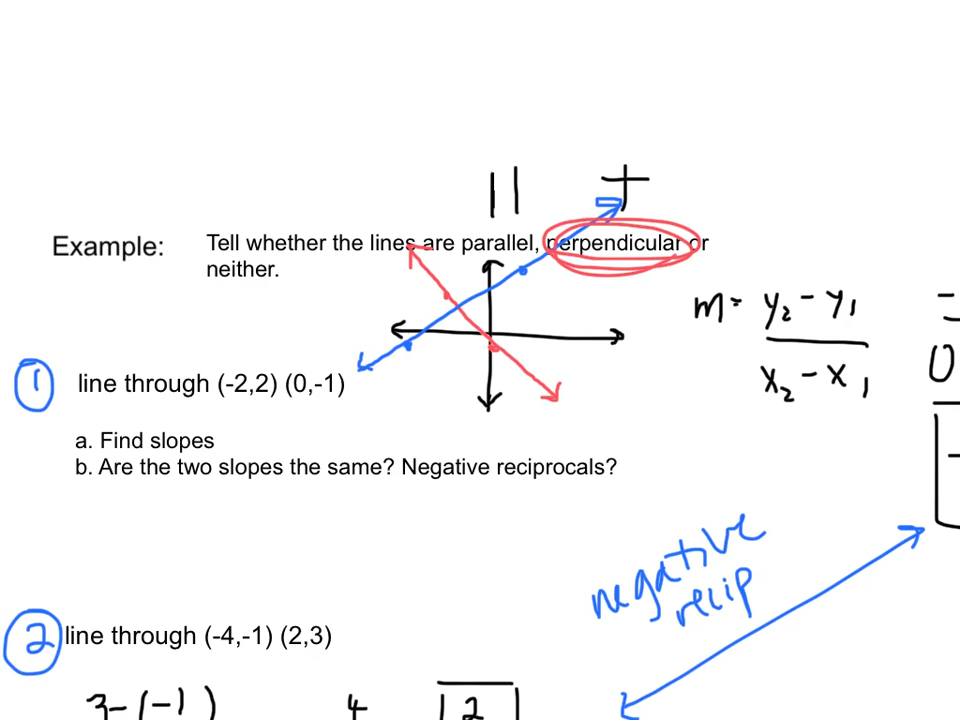 || ⊥
Example: Tell whether the lines are parallel, perpendicular or
neither.
m = y₂ - y₁
x₂ - x₁
0
① line through (-2,2) (0,-1)
a. Find slopes
b. Are the two slopes the same? Negative reciprocals?
negative
recip
② line through (-4,-1) (2,3)
3-(-1) 4 2